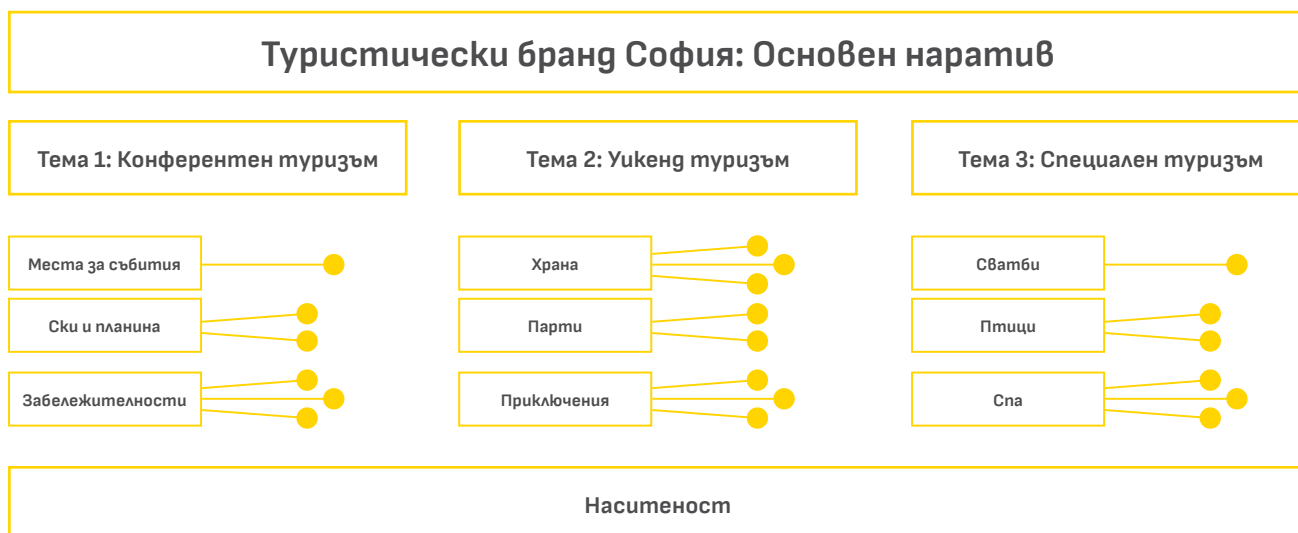 Туристически бранд София: Основен наратив
Тема 1: Конферентен туризъм
Тема 2: Уикенд туризъм
Тема 3: Специален туризъм
Места за събития
Храна
Сватби
Ски и планина
Парти
Птици
Забележителности
Приключения
Спа
Наситеност